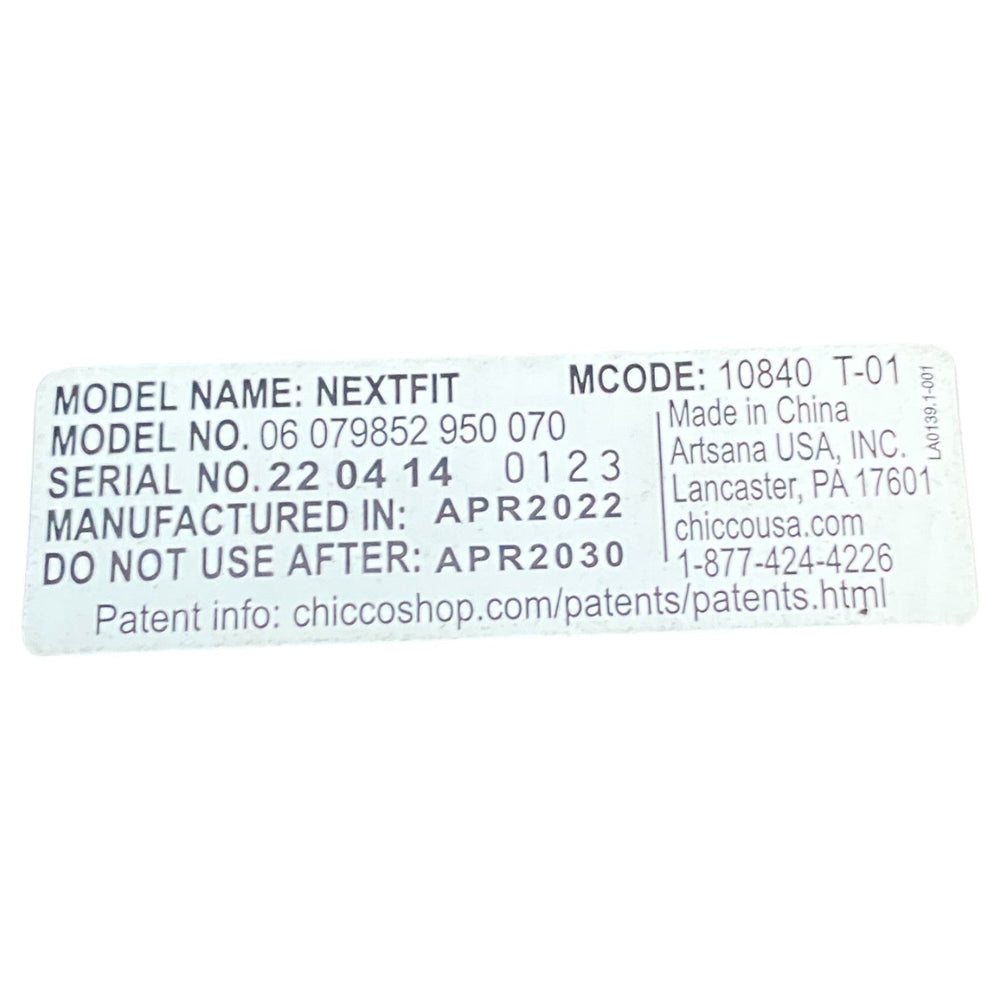 MODEL NAME: NEXTFIT
MODEL NO. 06 079852 950 070
SERIAL NO. 22 04 14 0123
MANUFACTURED IN: APR2022
DO NOT USE AFTER: APR2030
MCODE: 10840 T-01
Made in China
Artsana USA, INC.
Lancaster, PA 17601
chiccousa.com
1-877-424-4226
LA0139.1-001
Patent info: chiccoshop.com/patents/patents.html